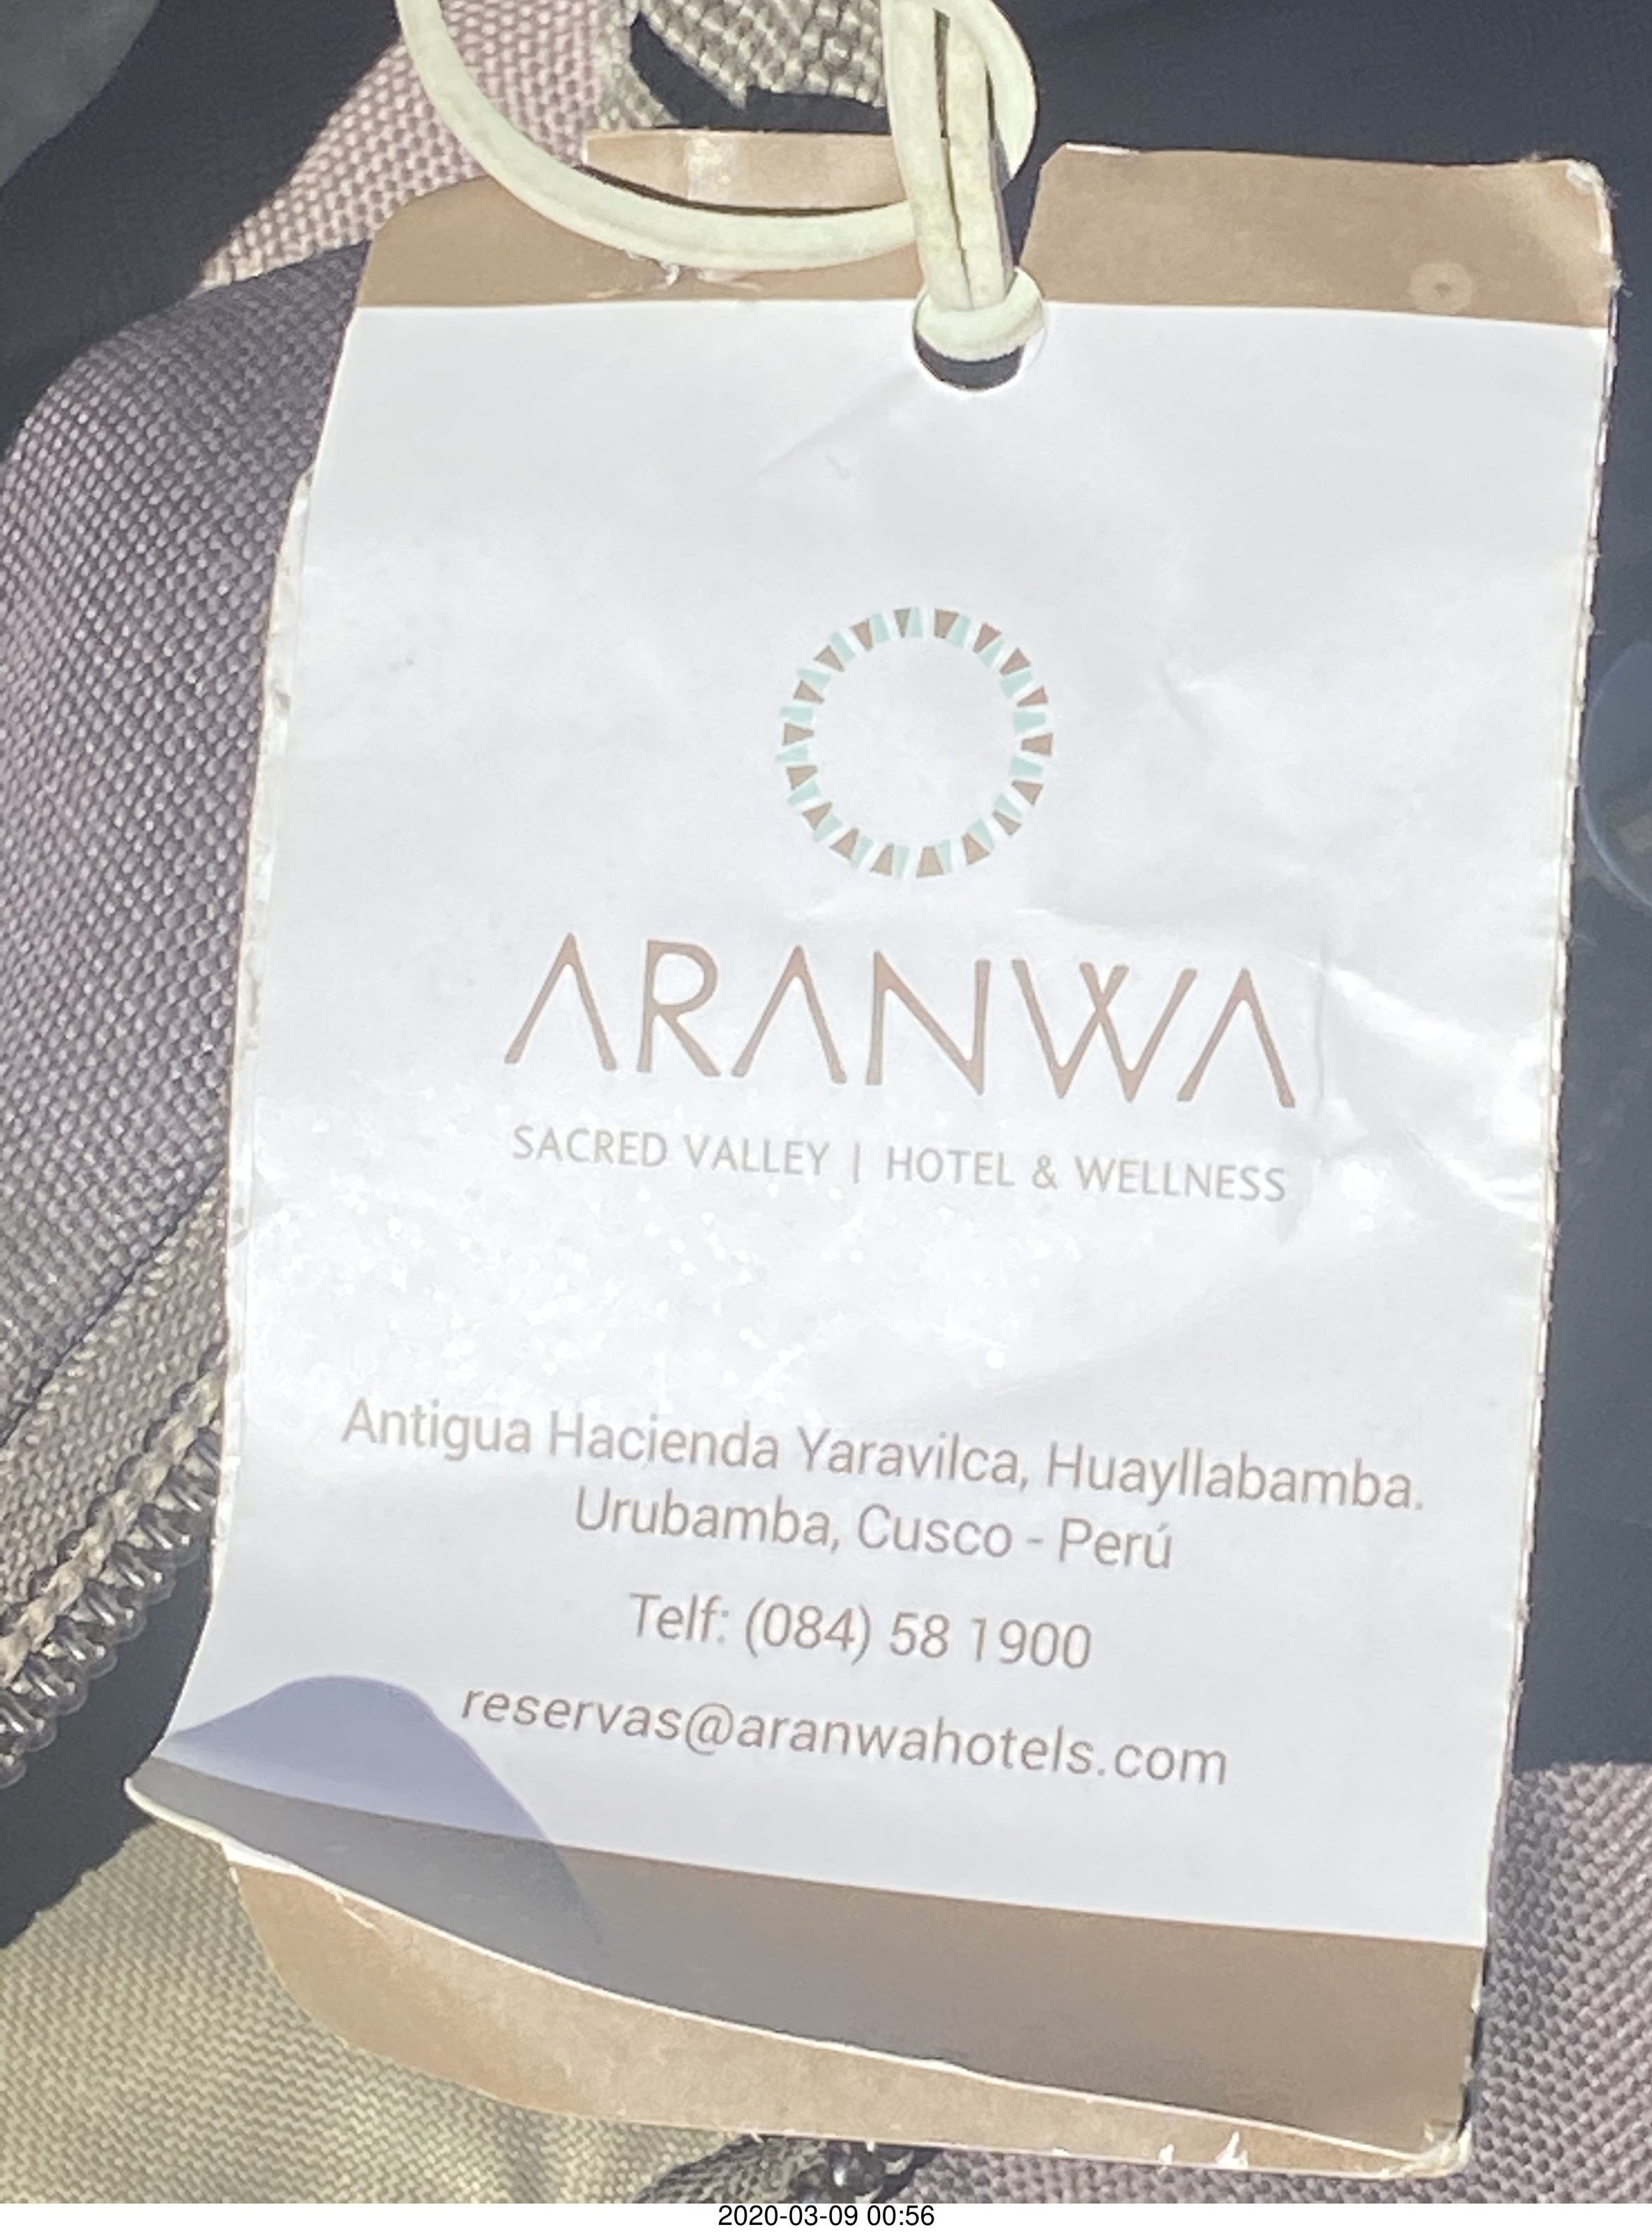 ARANWA
SACRED VALLEY | HOTEL & WELLNESS
Antigua Hacienda Yaravilca, Huayllabamba.
Urubamba, Cusco - Perú
Telf: (084) 58 1900
reservas@aranwahotels.com
2020-03-09 00:56